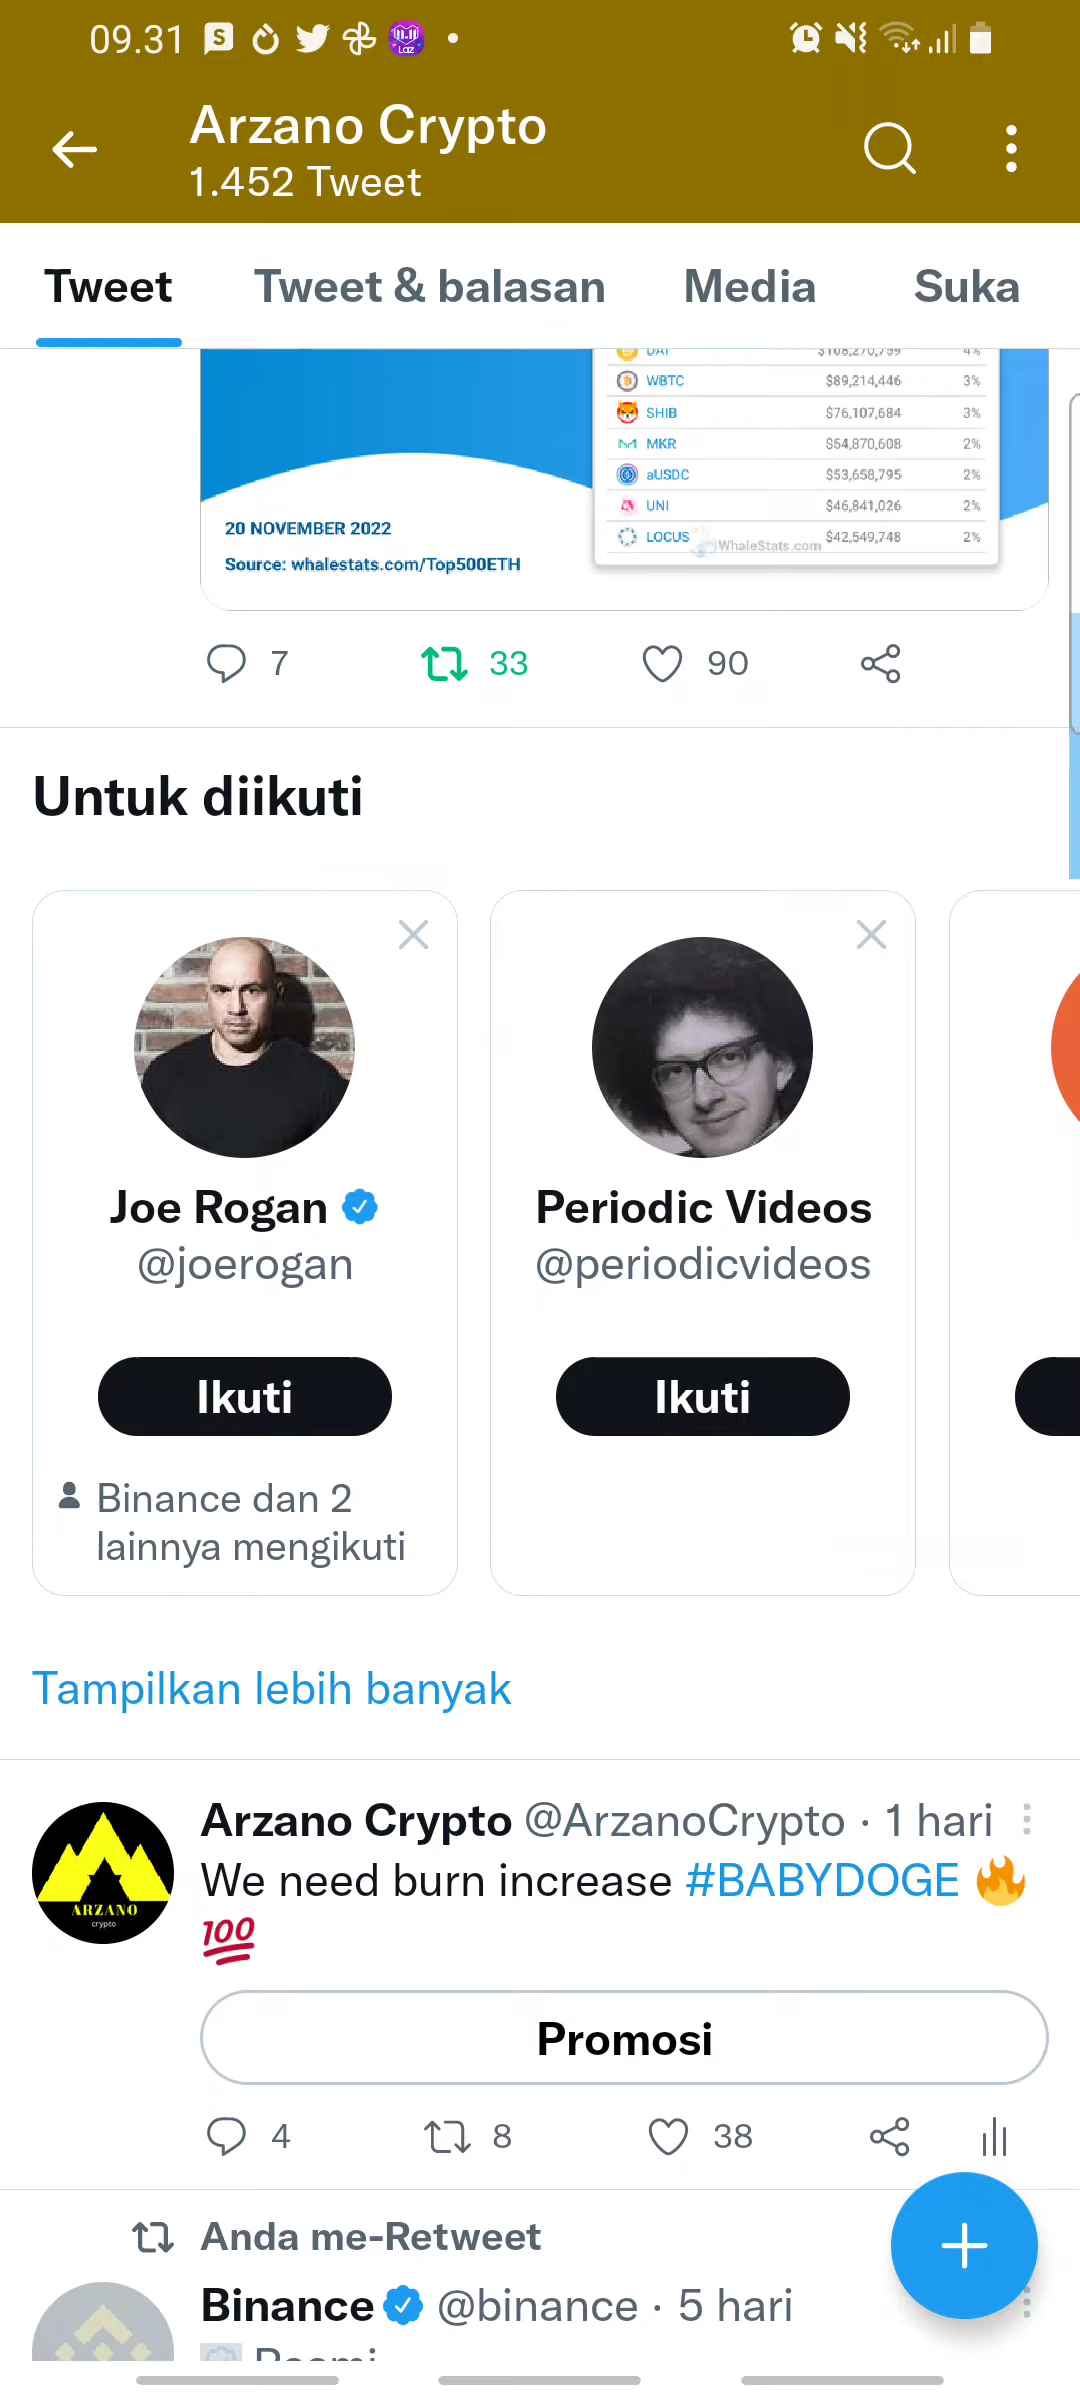 09.31
Arzano Crypto
1.452 Tweet
Tweet Tweet & balasan Media Suka
DAI $108,270,759 4%
WBTC $89,214,446 3%
SHIB $76,107,684 3%
MKR $54,870,608 2%
aUSDC $53,658,795 2%
UNI $46,841,026 2%
LOCUS $42,549,748 2%
WhaleStats.com
20 NOVEMBER 2022
Source: whalestats.com/Top500ETH
7 33 90
Untuk diikuti
Joe Rogan
@joerogan
Ikuti
Binance dan 2
lainnya mengikuti
Periodic Videos
@periodicvideos
Ikuti
Tampilkan lebih banyak
ARZANO
crypto
Arzano Crypto @ArzanoCrypto · 1 hari
We need burn increase #BABYDOGE 🔥
💯
Promosi
4 8 38
Anda me-Retweet
Binance @binance · 5 hari